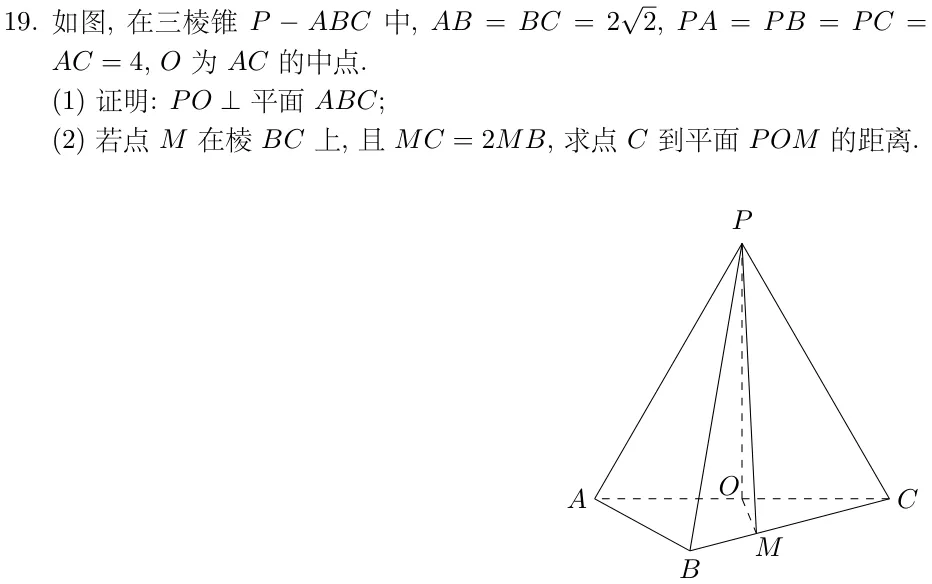 19. 如图, 在三棱锥 P − ABC 中, AB = BC = 2√2, PA = PB = PC =
AC = 4, O 为 AC 的中点.
(1) 证明: PO ⊥ 平面 ABC;
(2) 若点 M 在棱 BC 上, 且 MC = 2MB, 求点 C 到平面 POM 的距离.
P
A
O
C
M
B